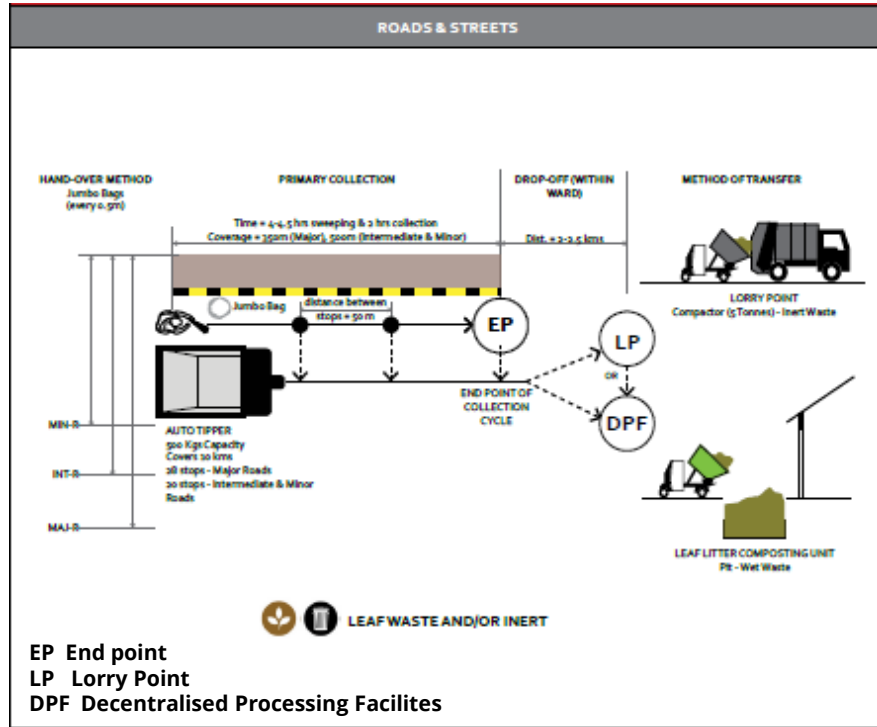 ROADS & STREETS
HAND-OVER METHOD
Jumbo Bags
(every 0.5m)
PRIMARY COLLECTION
DROP-OFF (WITHIN
WARD)
METHOD OF TRANSFER
Time = 4-4.5 hrs sweeping & 2 hrs collection
Coverage = 350m (Major), 500m (Intermediate & Minor)
Dist. = 2-2.5 kms
Jumbo Bag
distance between
stops = 50 m
EP
LORRY POINT
Compactor (5 Tonnes) - Inert Waste
LP
OR
DPF
END POINT OF
COLLECTION
CYCLE
MIN-R
INT-R
MAJ-R
AUTO TIPPER
500 Kgs Capacity
Covers 10 kms
28 stops - Major Roads
20 stops - Intermediate & Minor
Roads
LEAF LITTER COMPOSTING UNIT
Pit - Wet Waste
LEAF WASTE AND/OR INERT
EP End point
LP Lorry Point
DPF Decentralised Processing Facilites